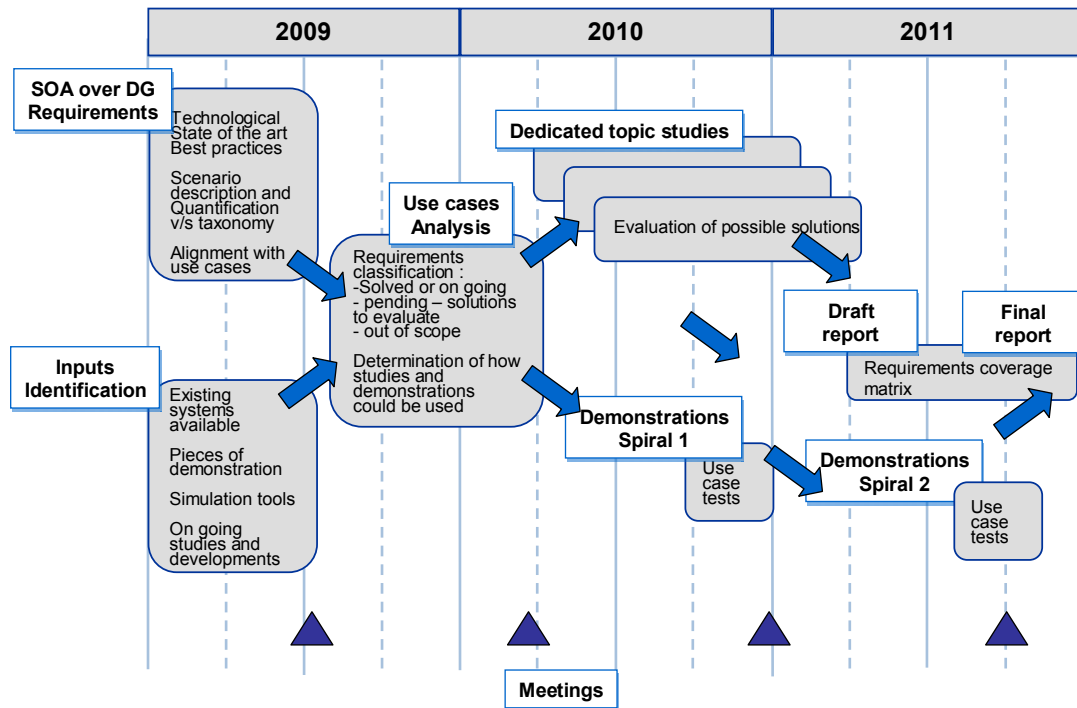 2009
2010
2011
SOA over DG
Requirements
Technological
State of the art
Best practices
Scenario
description and
Quantification
v/s taxonomy
Alignment with
use cases
Inputs
Identification
Existing
systems
available
Pieces of
demonstration
Simulation tools
On going
studies and
developments
Use cases
Analysis
Requirements
classification :
-Solved or on going
- pending – solutions
to evaluate
- out of scope
Determination of how
studies and
demonstrations
could be used
Dedicated topic studies
Evaluation of possible solutions
Demonstrations
Spiral 1
Use
case
tests
Draft
report
Final
report
Requirements coverage
matrix
Demonstrations
Spiral 2
Use
case
tests
Meetings